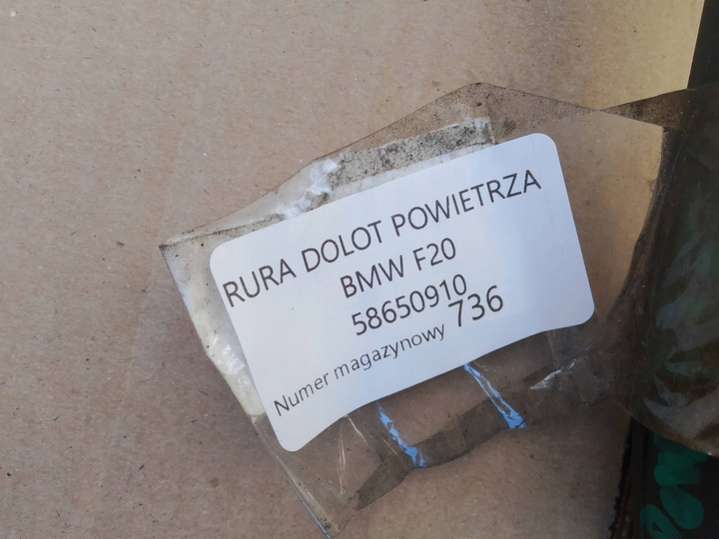 RURA DOLOT POWIETRZA
BMW F20
58650910
Numer magazynowy 736